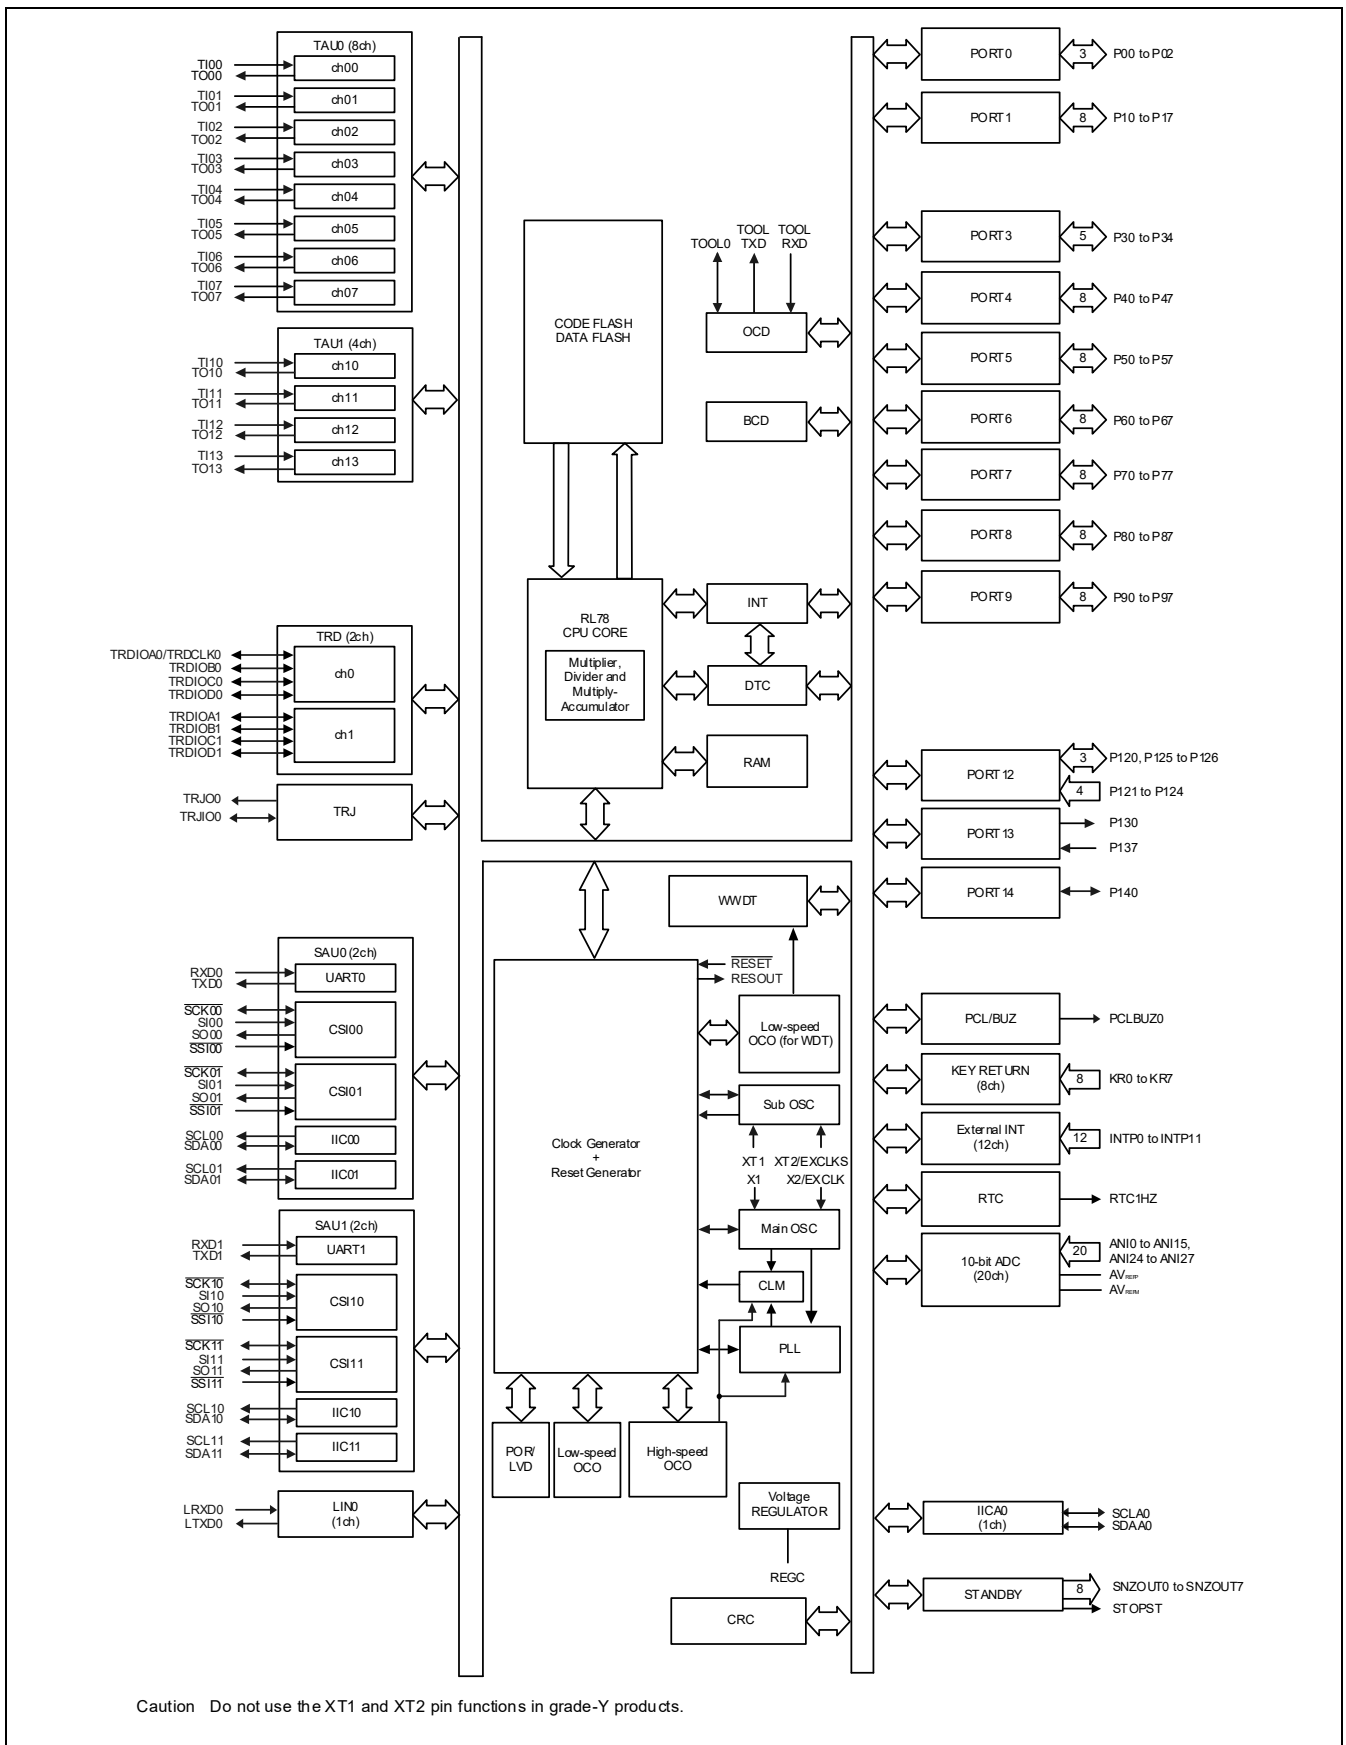 TAU0 (8ch)
TI00
TO00
ch00
TI01
TO01
ch01
TI02
TO02
ch02
TI03
TO03
ch03
TI04
TO04
ch04
TI05
TO05
ch05
TI06
TO06
ch06
TI07
TO07
ch07
TAU1 (4ch)
TI10
TO10
ch10
TI11
TO11
ch11
TI12
TO12
ch12
TI13
TO13
ch13
TRD (2ch)
TRDIOA0/TRDCLK0
TRDIOB0
TRDIOC0
TRDIOD0
ch0
TRDIOA1
TRDIOB1
TRDIOC1
TRDIOD1
ch1
TRJO0
TRJIO0
TRJ
SAU0 (2ch)
RXD0
TXD0
UART0
SCK00
SI00
SO00
SSI00
CSI00
SCK01
SI01
SO01
SSI01
CSI01
SCL00
SDA00
IIC00
SCL01
SDA01
IIC01
SAU1 (2ch)
RXD1
TXD1
UART1
SCK10
SI10
SO10
SSI10
CSI10
SCK11
SI11
SO11
SSI11
CSI11
SCL10
SDA10
IIC10
SCL11
SDA11
IIC11
LRXD0
LTXD0
LIN0
(1ch)
CODE FLASH
DATA FLASH
TOOL0
TOOL
TXD
TOOL
RXD
OCD
BCD
RL78
CPU CORE
Multiplier,
Divider and
Multiply-
Accumulator
INT
DTC
RAM
WWDT
RESET
RESOUT
Low-speed
OCO (for WDT)
Sub OSC
Clock Generator
+
Reset Generator
XT1 XT2/EXCLKS
X1 X2/EXCLK
Main OSC
CLM
PLL
POR/
LVD
Low-speed
OCO
High-speed
OCO
Voltage
REGULATOR
REGC
CRC
PORT0
3
P00 to P02
PORT1
8
P10 to P17
PORT3
5
P30 to P34
PORT4
8
P40 to P47
PORT5
8
P50 to P57
PORT6
8
P60 to P67
PORT7
8
P70 to P77
PORT8
8
P80 to P87
PORT9
8
P90 to P97
PORT12
3
P120, P125 to P126
4
P121 to P124
PORT13
P130
P137
PORT14
P140
PCL/BUZ
PCLBUZ0
KEY RETURN
(8ch)
8
KR0 to KR7
External INT
(12ch)
12
INTP0 to INTP11
RTC
RTC1HZ
10-bit ADC
(20ch)
20
ANI0 to ANI15,
ANI24 to ANI27
AVREFP
AVREFM
IICA0
(1ch)
SCLA0
SDAA0
STANDBY
8
SNZOUT0 to SNZOUT7
STOPST
Caution Do not use the XT1 and XT2 pin functions in grade-Y products.